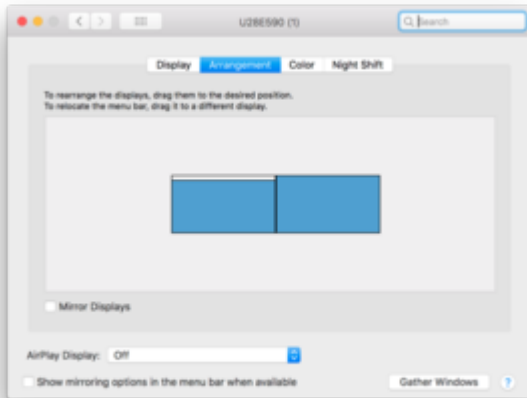 U28E590 (1)
Search
Display Arrangement Color Night Shift
To rearrange the displays, drag them to the desired position.
To relocate the menu bar, drag it to a different display.
Mirror Displays
AirPlay Display: Off
Show mirroring options in the menu bar when available
Gather Windows ?